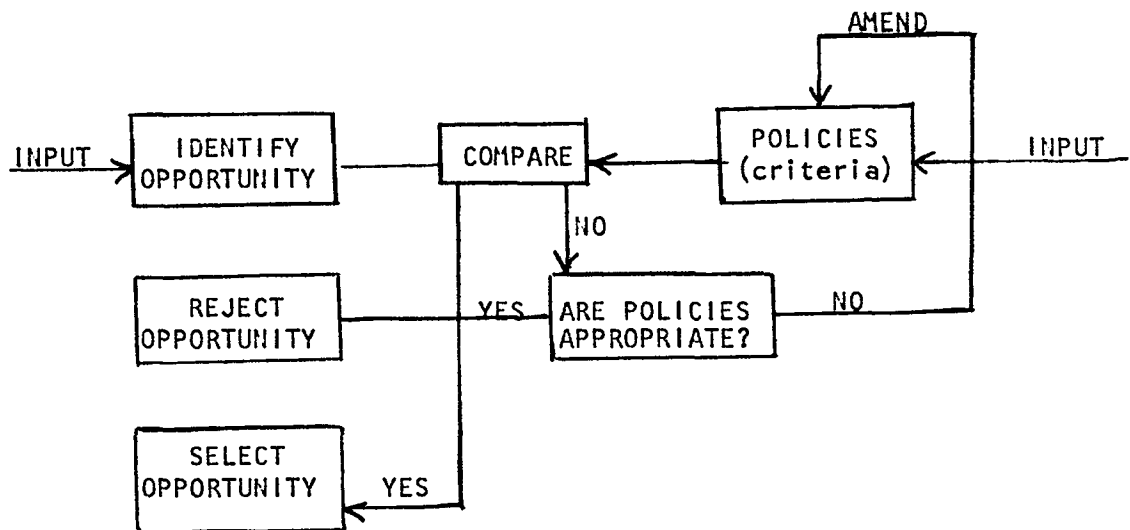 AMEND
INPUT
IDENTIFY
OPPORTUNITY
COMPARE
POLICIES
(criteria)
INPUT
NO
REJECT
OPPORTUNITY
YES
ARE POLICIES
APPROPRIATE?
NO
SELECT
OPPORTUNITY
YES